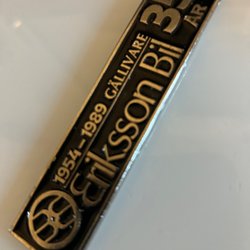 1954-1989 GÄLLIVARE
Eriksson Bil
35
ÅR